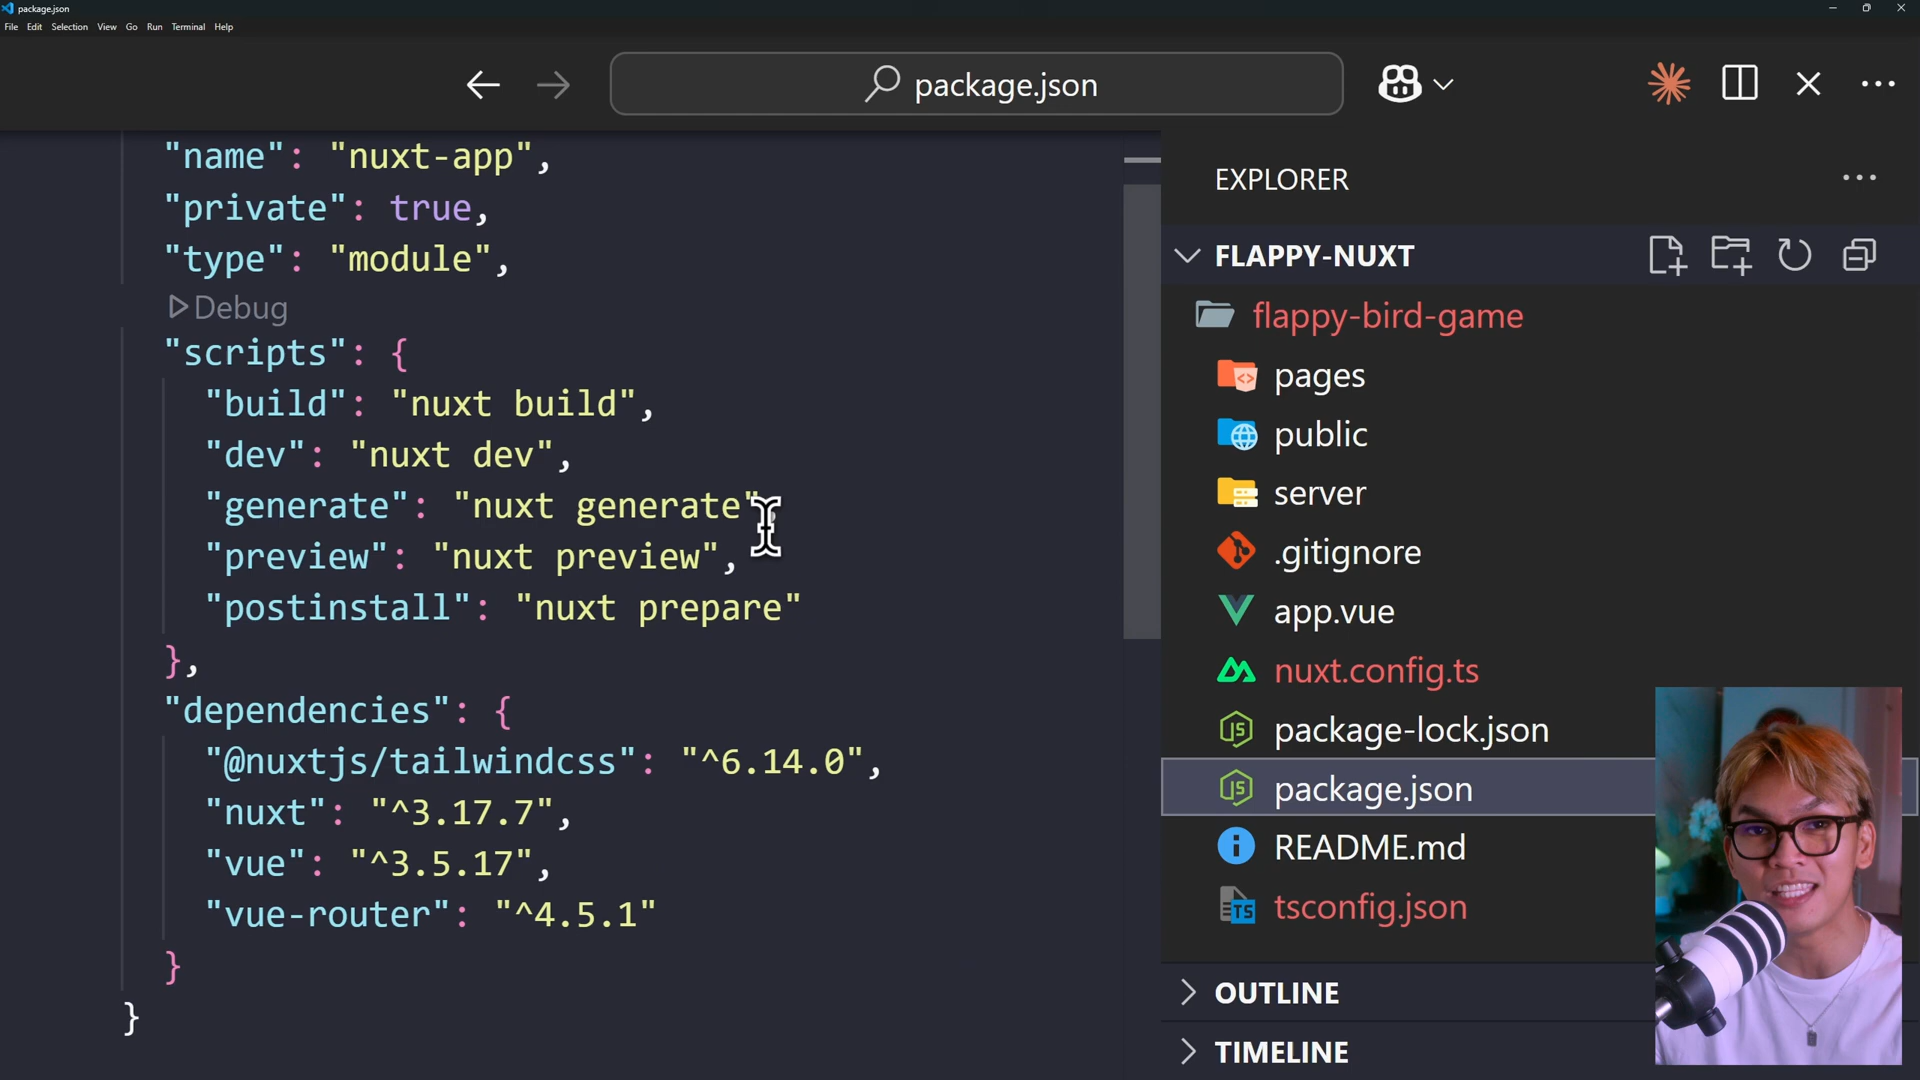 package.json
File Edit Selection View Go Run Terminal Help
package.json
"name": "nuxt-app",
"private": true,
"type": "module",
Debug
"scripts": {
"build": "nuxt build",
"dev": "nuxt dev",
"generate": "nuxt generate",
"preview": "nuxt preview",
"postinstall": "nuxt prepare"
},
"dependencies": {
"@nuxtjs/tailwindcss": "^6.14.0",
"nuxt": "^3.17.7",
"vue": "^3.5.17",
"vue-router": "^4.5.1"
}
}
EXPLORER
FLAPPY-NUXT
flappy-bird-game
pages
public
server
.gitignore
app.vue
nuxt.config.ts
package-lock.json
package.json
README.md
tsconfig.json
OUTLINE
TIMELINE